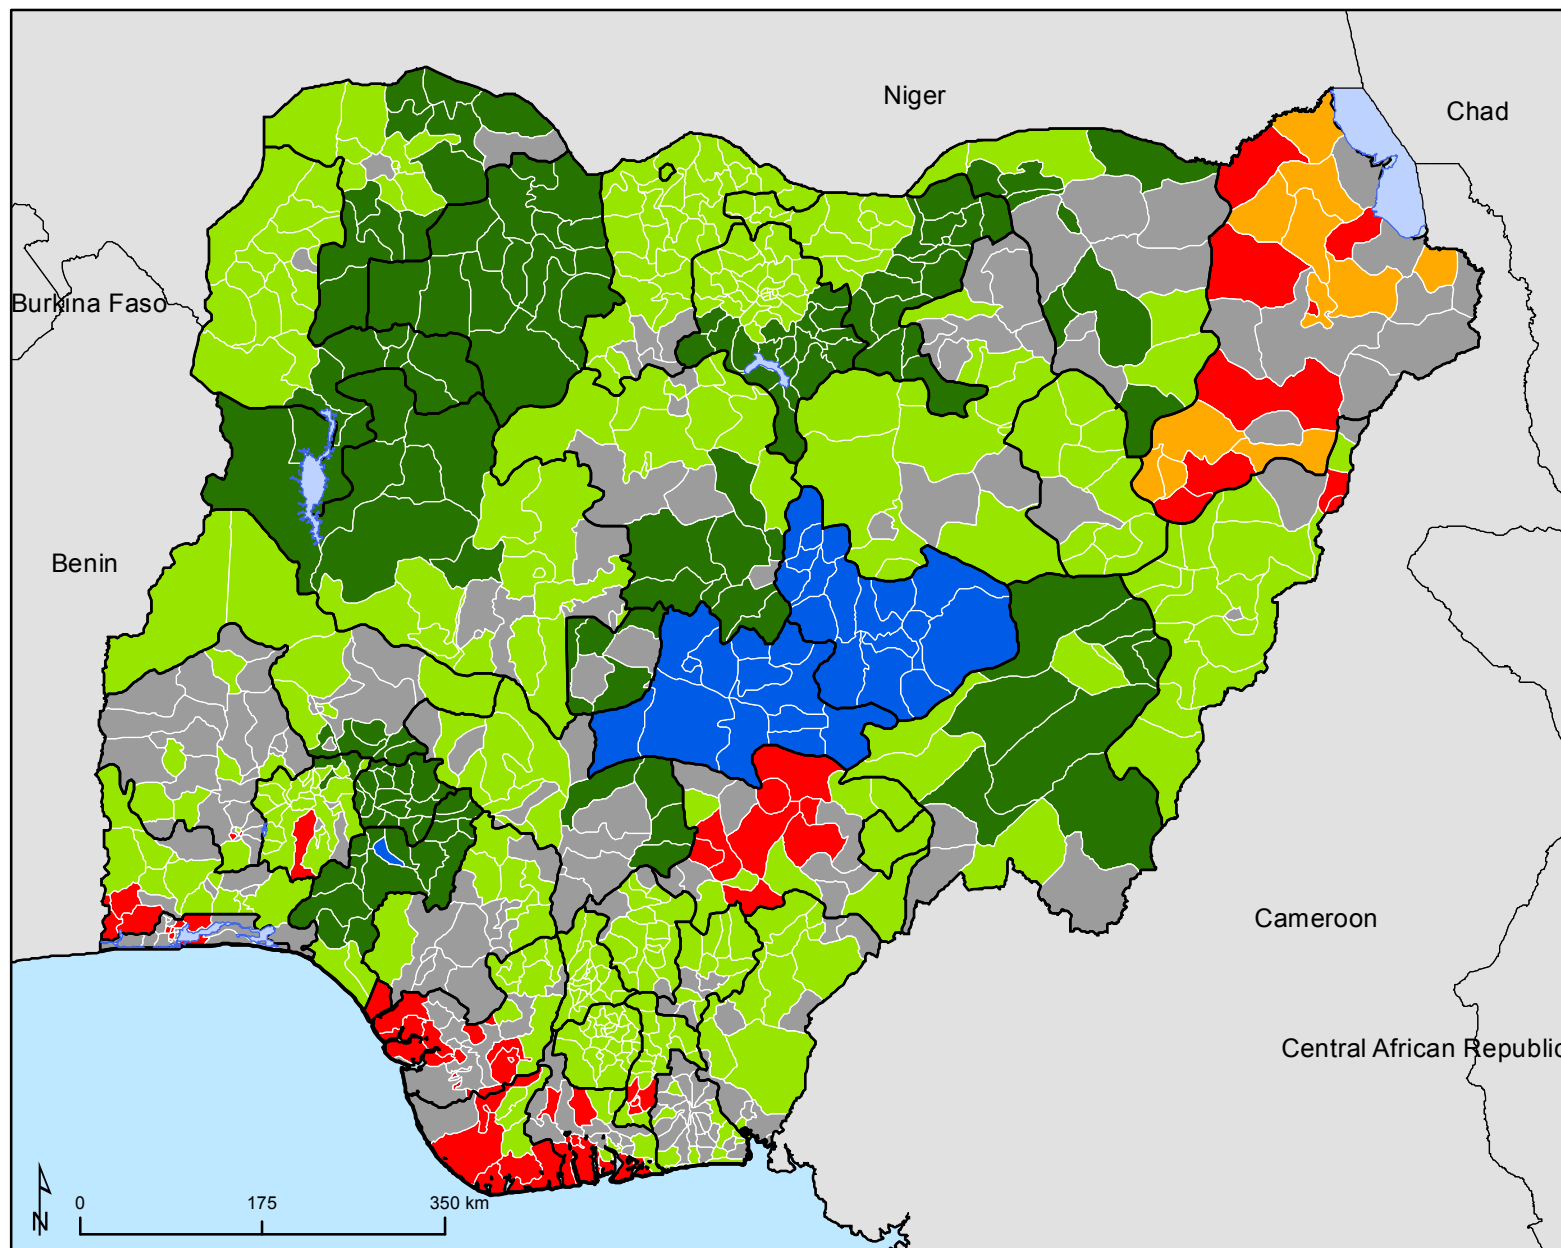 Niger
Chad
Burkina Faso
Benin
Cameroon
Central African Republic
0 175 350 km
N